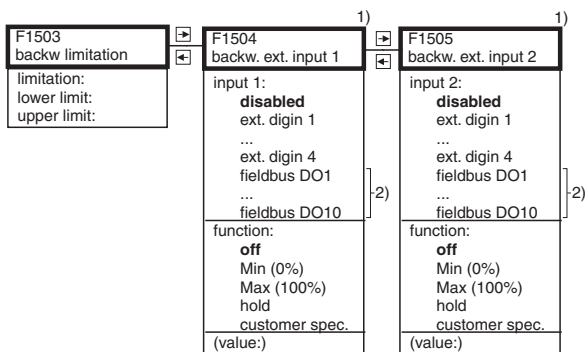 F1503
backw limitation
limitation:
lower limit:
upper limit:
1)
F1504
backw. ext. input 1
input 1:
disabled
ext. digin 1
...
ext. digin 4
fieldbus DO1
...
fieldbus DO10
2)
function:
off
Min (0%)
Max (100%)
hold
customer spec.
(value:)
1)
F1505
backw. ext. input 2
input 2:
disabled
ext. digin 1
...
ext. digin 4
fieldbus DO1
...
fieldbus DO10
2)
function:
off
Min (0%)
Max (100%)
hold
customer spec.
(value:)